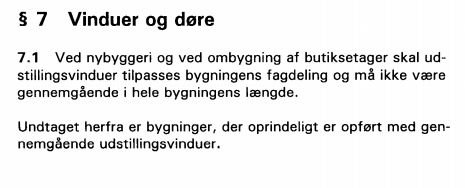 § 7 Vinduer og døre
7.1 Ved nybyggeri og ved ombygning af butiksetager skal ud-
stillingsvinduer tilpasses bygningens fagdeling og må ikke være
gennemgående i hele bygningens længde.
Undtaget herfra er bygninger, der oprindeligt er opført med gen-
nemgående udstillingsvinduer.